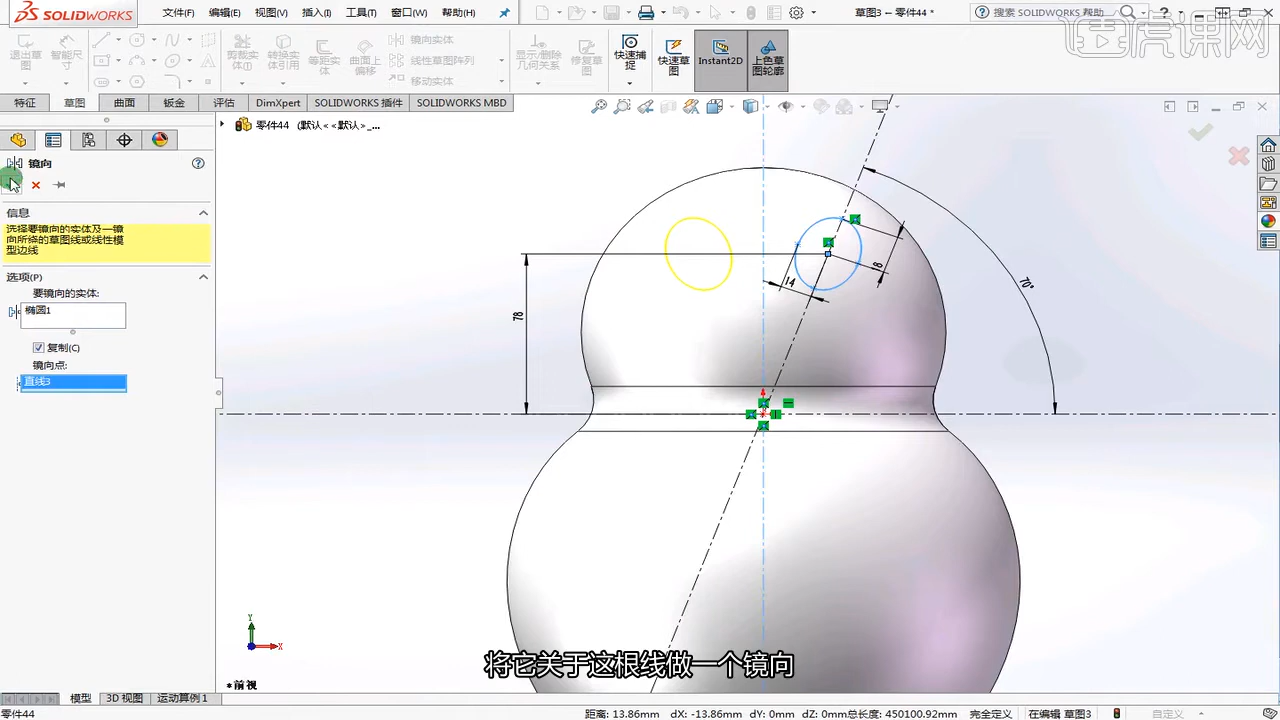 SOLIDWORKS
文件(F)
编辑(E)
视图(V)
插入(I)
工具(T)
窗口(W)
帮助(H)
草图3 – 零件44 *
搜索 SOLIDWORKS 帮助
虎课网
退出草图
智能尺寸
剪裁实体(T)
转换实体引用
等距实体
曲面上偏移
镜向实体
线性草图阵列
移动实体
显示/删除几何关系
修复草图
快速捕捉
快速草图
Instant2D
上色草图轮廓
特征
草图
曲面
钣金
评估
DimXpert
SOLIDWORKS 插件
SOLIDWORKS MBD
零件44 (默认<<默认>_...
镜向
信息
选择要镜向的实体及一镜
向所绕的草图线或线性模
型边线
选项(P)
要镜向的实体:
椭圆1
复制(C)
镜向点:
直线3
78
14
18
70°
Y
X
*前视
将它关于这根线做一个镜向
模型
3D 视图
运动算例 1
零件44
距离: 13.86mm dX: -13.86mm dY: 0mm dZ: 0mm总长度: 450100.92mm 完全定义 在编辑 草图3
自定义